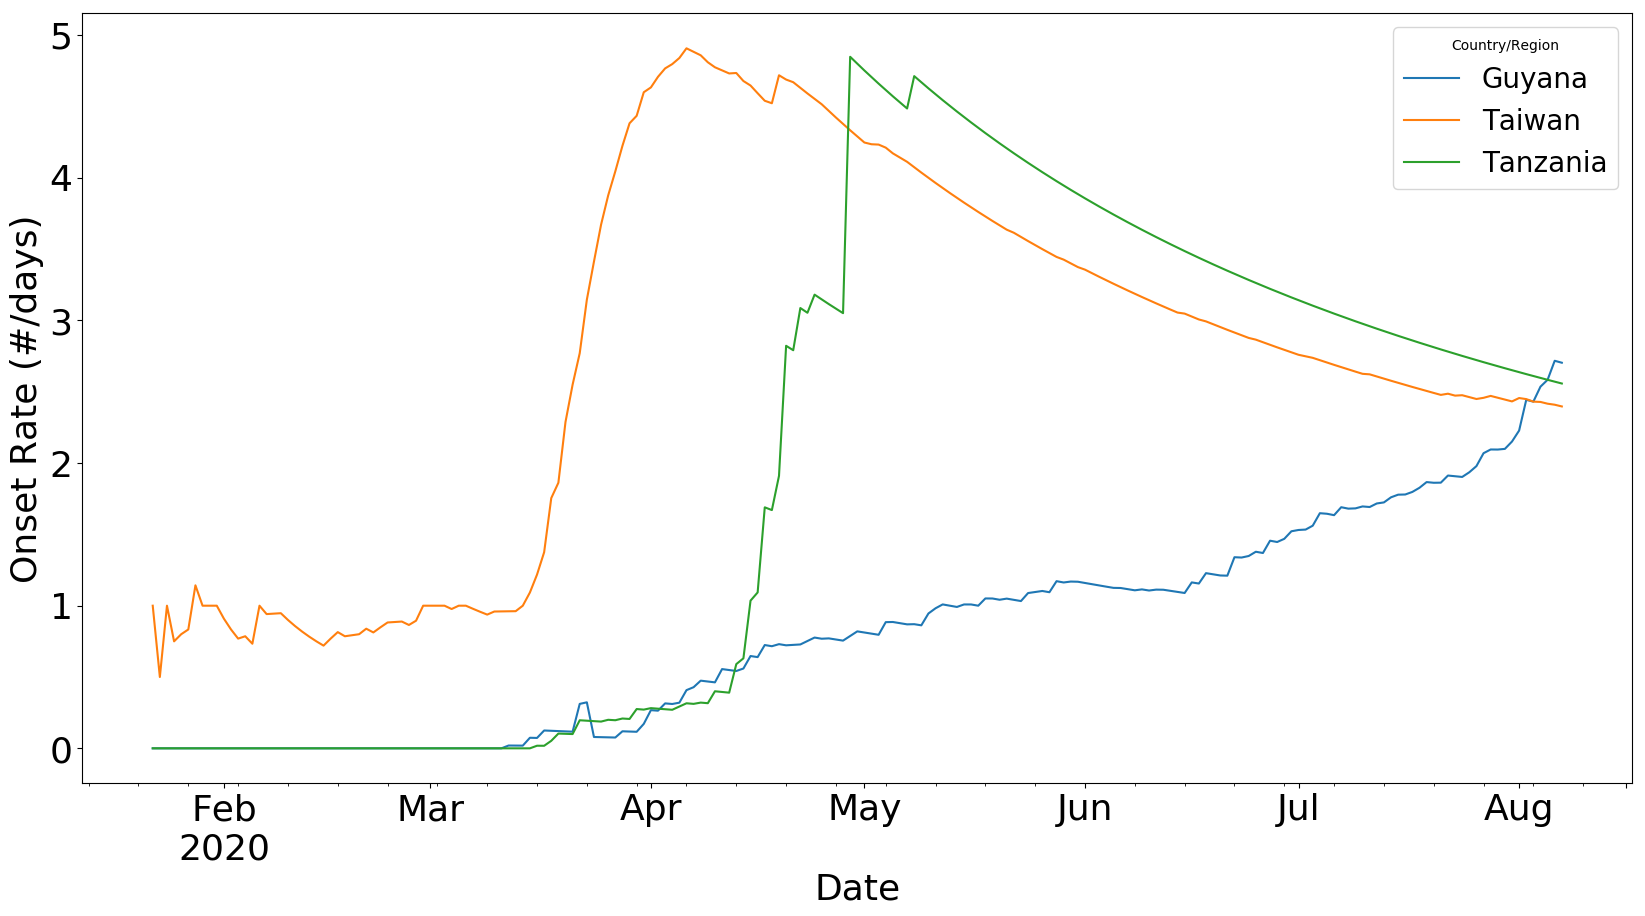 Onset Rate (#/days)
5
4
3
2
1
0
Country/Region
Guyana
Taiwan
Tanzania
Feb Mar Apr May Jun Jul Aug
2020
Date